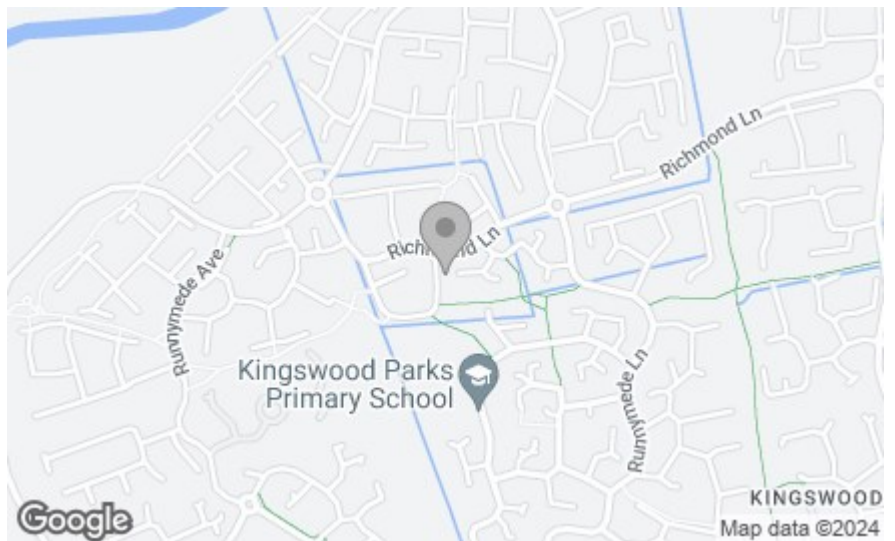 Richmond Ln
Richmond Ln
Runnymede Ave
Kingswood Parks
Primary School
Runnymede Ln
KINGSWOOD
Google
Map data ©2024